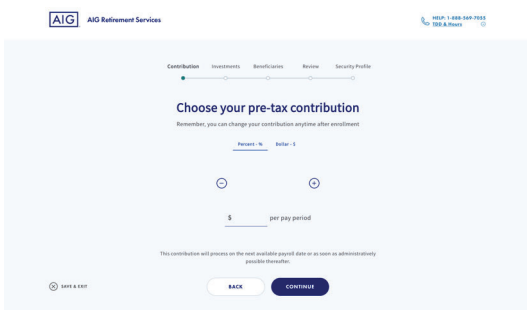 AIG AIG Retirement Services
HELP: 1-888-569-7055
TDD & Hours
Contribution Investments Beneficiaries Review Security Profile
Choose your pre-tax contribution
Remember, you can change your contribution anytime after enrollment
Percent - % Dollar - $
$ per pay period
This contribution will process on the next available payroll date or as soon as administratively
possible thereafter.
SAVE & EXIT BACK CONTINUE